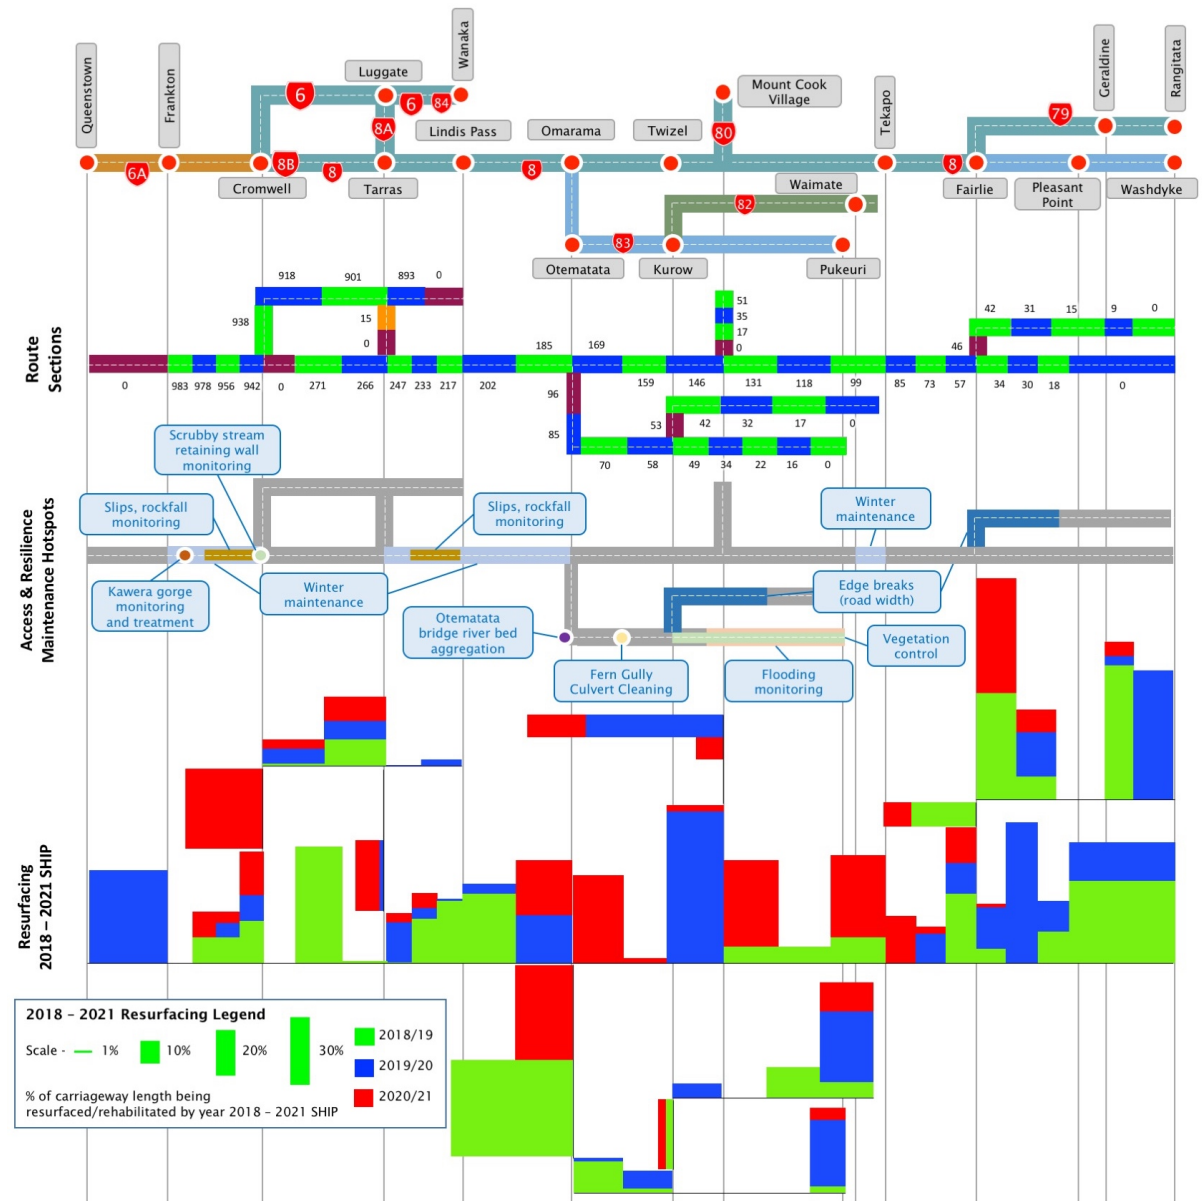 Queenstown
Frankton
Wanaka
Luggate
Mount Cook
Village
Tekapo
Geraldine
Rangitata
6
6
84
8A
Lindis Pass
Omarama
Twizel
80
79
6A
8B
8
8
8
Cromwell
Tarras
Waimate
Fairlie
Pleasant
Point
Washdyke
82
83
Otematata
Kurow
Pukeuri
Route
Sections
918
901
893
0
938
15
0
51
35
17
0
42
31
15
9
0
46
185
169
0
983
978
956
942
0
271
266
247
233
217
202
159
146
131
118
99
85
73
57
34
30
18
0
96
85
53
42
32
17
0
70
58
49
34
22
16
0
Access & Resilience
Maintenance Hotspots
Scrubby stream
retaining wall
monitoring
Slips, rockfall
monitoring
Slips, rockfall
monitoring
Winter
maintenance
Kawera gorge
monitoring
and treatment
Winter
maintenance
Edge breaks
(road width)
Otematata
bridge river bed
aggregation
Fern Gully
Culvert Cleaning
Flooding
monitoring
Vegetation
control
Resurfacing
2018 – 2021 SHIP
2018 – 2021 Resurfacing Legend
Scale -
1%
10%
20%
30%
2018/19
2019/20
2020/21
% of carriageway length being
resurfaced/rehabilitated by year 2018 – 2021 SHIP